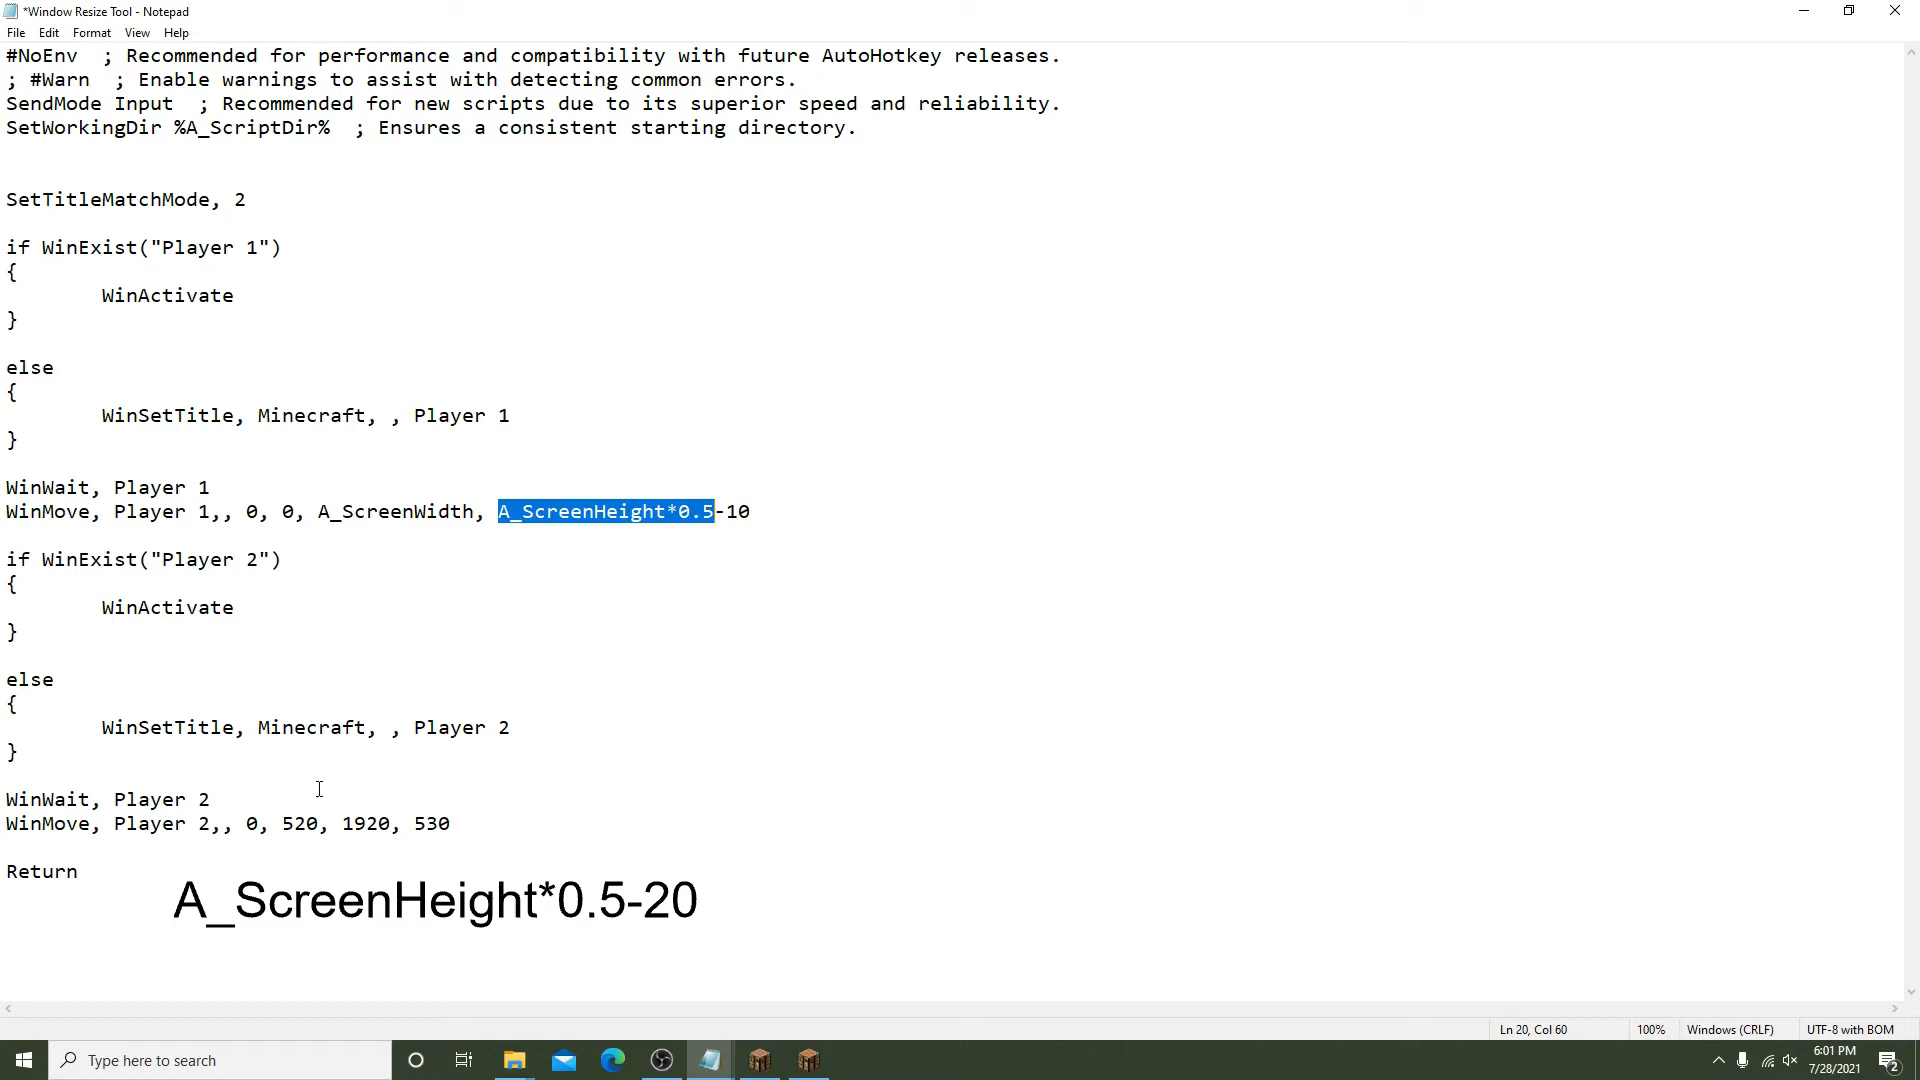 *Window Resize Tool - Notepad
File Edit Format View Help
#NoEnv  ; Recommended for performance and compatibility with future AutoHotkey releases.
; #Warn  ; Enable warnings to assist with detecting common errors.
SendMode Input  ; Recommended for new scripts due to its superior speed and reliability.
SetWorkingDir %A_ScriptDir%  ; Ensures a consistent starting directory.
SetTitleMatchMode, 2
if WinExist("Player 1")
{
WinActivate
}
else
{
WinSetTitle, Minecraft, , Player 1
}
WinWait, Player 1
WinMove, Player 1,, 0, 0, A_ScreenWidth, A_ScreenHeight*0.5-10
if WinExist("Player 2")
{
WinActivate
}
else
{
WinSetTitle, Minecraft, , Player 2
}
WinWait, Player 2
WinMove, Player 2,, 0, 520, 1920, 530
Return
A_ScreenHeight*0.5-20
Ln 20, Col 60 100% Windows (CRLF) UTF-8 with BOM
Type here to search
6:01 PM
7/28/2021
2